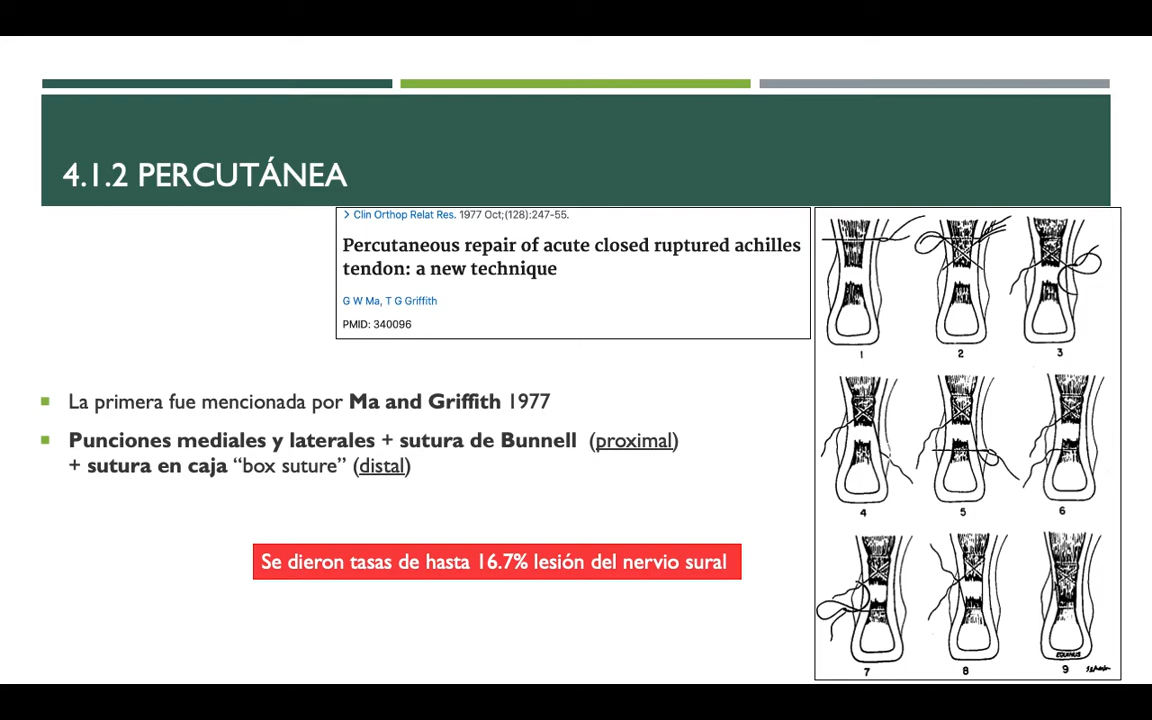 4.1.2 PERCUTÁNEA
Clin Orthop Relat Res. 1977 Oct;(128):247-55.
Percutaneous repair of acute closed ruptured achilles
tendon: a new technique
G W Ma, T G Griffith
PMID: 340096
La primera fue mencionada por Ma and Griffith 1977
Punciones mediales y laterales + sutura de Bunnell (proximal)
+ sutura en caja “box suture” (distal)
Se dieron tasas de hasta 16.7% lesión del nervio sural
1
2
3
4
5
6
7
8
9
EQUINUS